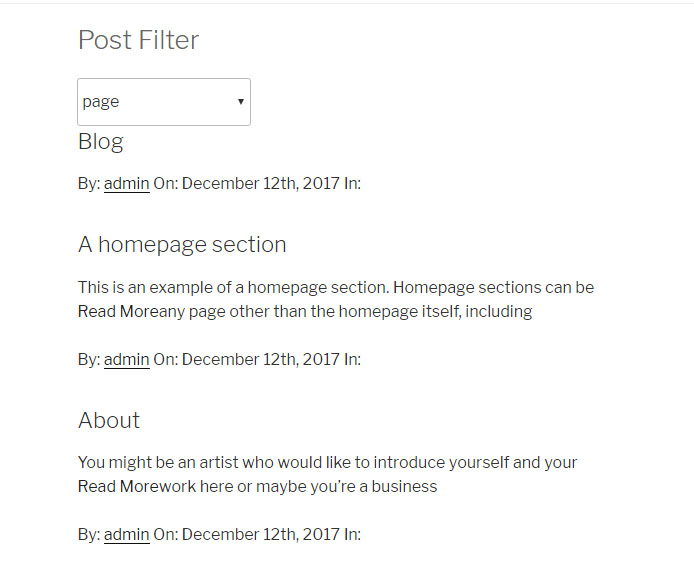 Post Filter
page
Blog
By: admin On: December 12th, 2017 In:
A homepage section
This is an example of a homepage section. Homepage sections can be
Read Moreany page other than the homepage itself, including
By: admin On: December 12th, 2017 In:
About
You might be an artist who would like to introduce yourself and your
Read Morework here or maybe you’re a business
By: admin On: December 12th, 2017 In: